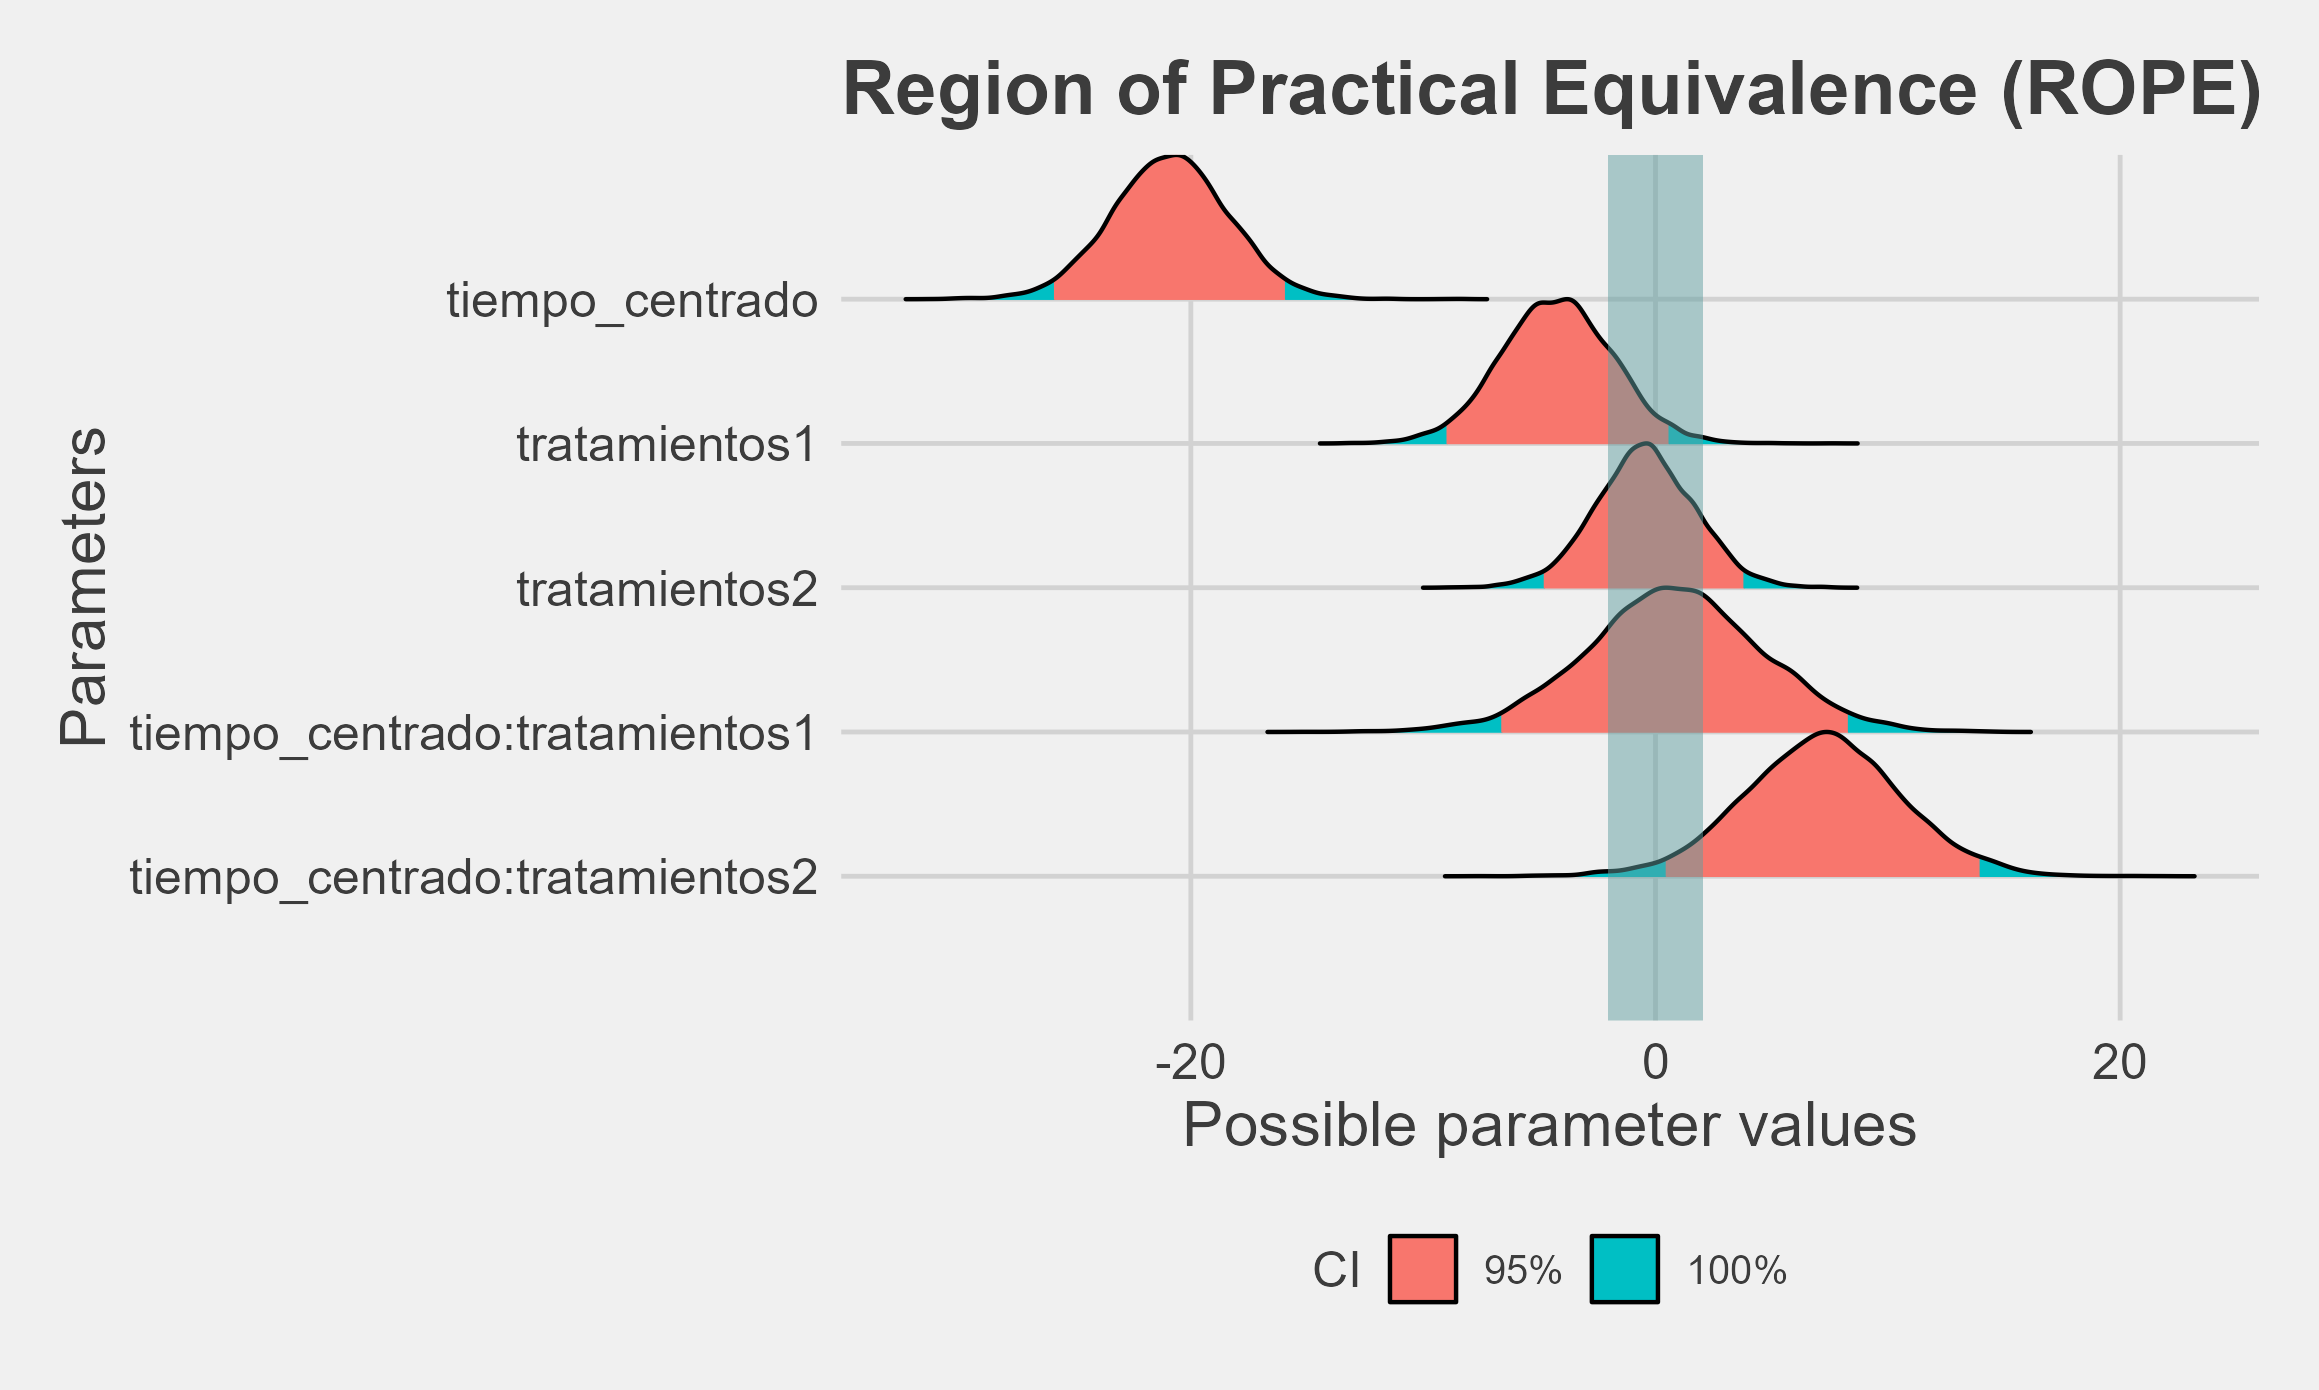 Region of Practical Equivalence (ROPE)
Parameters
tiempo_centrado
tratamientos1
tratamientos2
tiempo_centrado:tratamientos1
tiempo_centrado:tratamientos2
-20 0 20
Possible parameter values
CI 95% 100%